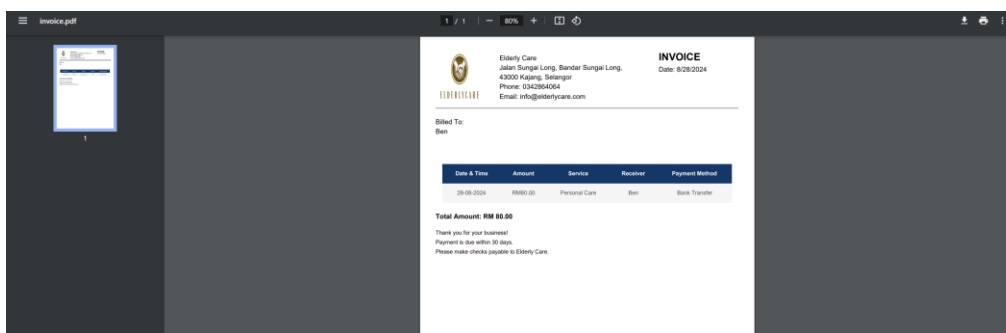 invoice.pdf
1 / 1
80%
1
ELDERLYCARE
Elderly Care
Jalan Sungai Long, Bandar Sungai Long,
43000 Kajang, Selangor
Phone: 0342864064
Email: info@elderlycare.com
INVOICE
Date: 8/28/2024
Billed To:
Ben
Date & Time Amount Service Receiver Payment Method
28-08-2024 RM80.00 Personal Care Ben Bank Transfer
Total Amount: RM 80.00
Thank you for your business!
Payment is due within 30 days.
Please make checks payable to Elderly Care.